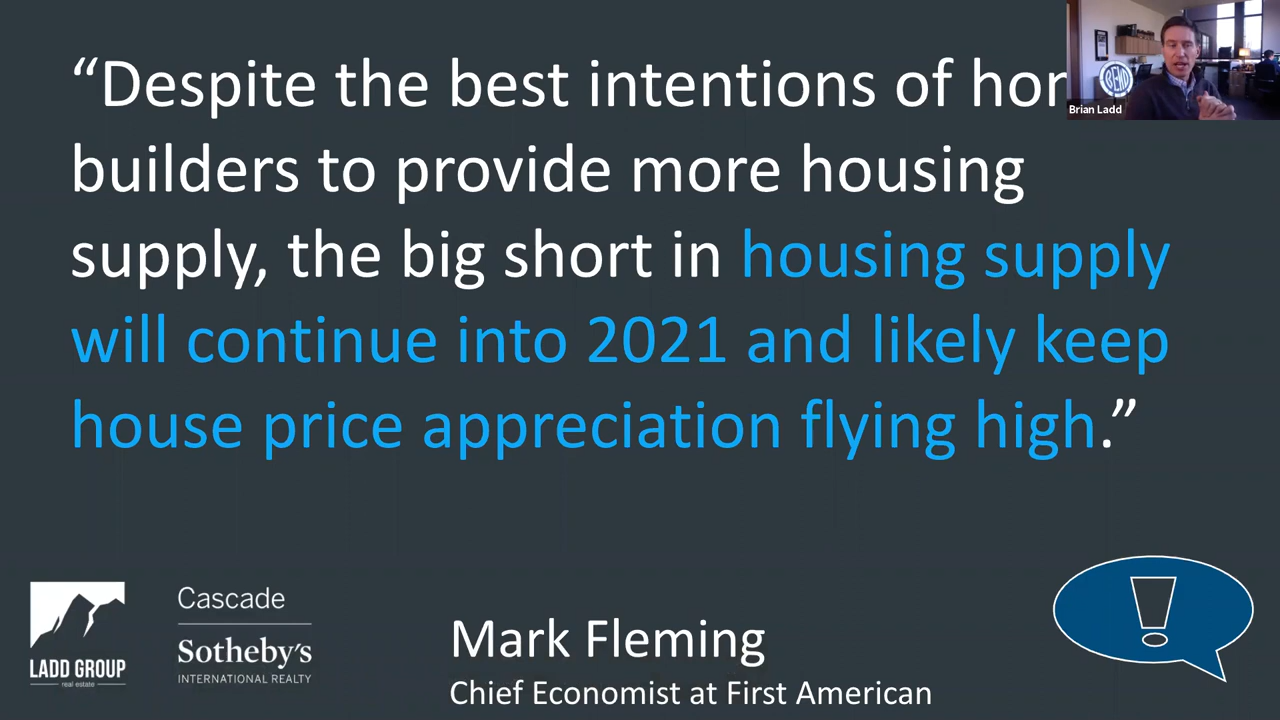 “Despite the best intentions of hom
builders to provide more housing
supply, the big short in housing supply
will continue into 2021 and likely keep
house price appreciation flying high.”
Brian Ladd
BEND
LADD GROUP
real estate
Cascade
Sotheby's
INTERNATIONAL REALTY
Mark Fleming
Chief Economist at First American